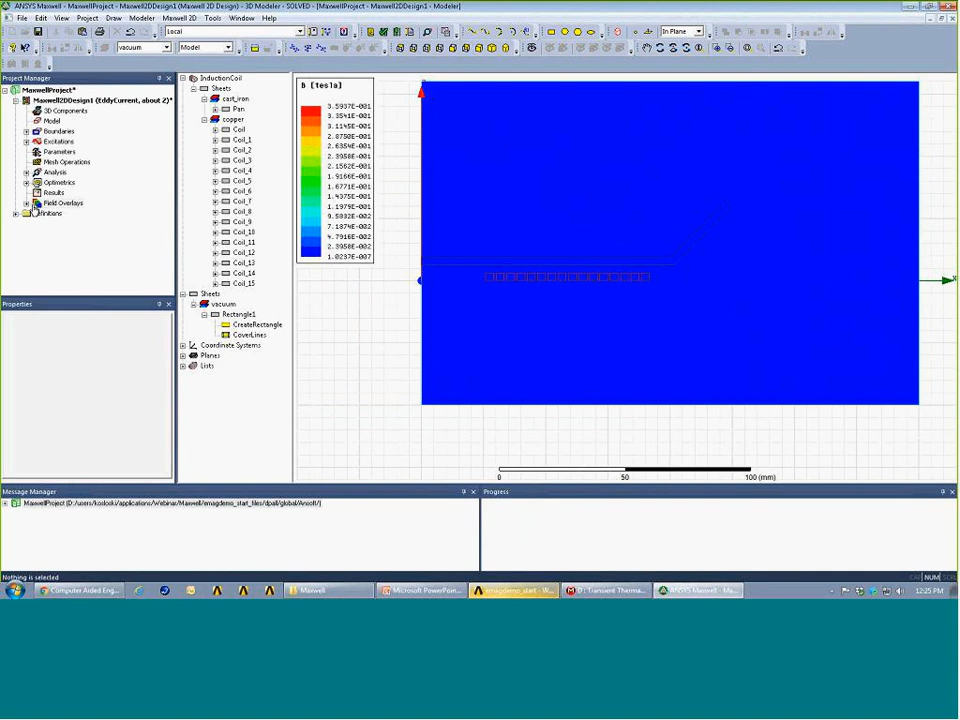 ANSYS Maxwell - MaxwellProject - Maxwell2DDesign1 (Maxwell 2D Design) - 3D Modeler - SOLVED - [MaxwellProject - Maxwell2DDesign1 - Modeler]
File Edit View Project Draw Modeler Maxwell 2D Tools Window Help
Local
In Plane
vacuum
Model
Project Manager
MaxwellProject*
Maxwell2DDesign1 (EddyCurrent, about Z)*
3D Components
Model
Boundaries
Excitations
Parameters
Mesh Operations
Analysis
Optimetrics
Results
Field Overlays
Definitions
Properties
InductionCoil
Sheets
cast_iron
Pan
copper
Coil
Coil_1
Coil_2
Coil_3
Coil_4
Coil_5
Coil_6
Coil_7
Coil_8
Coil_9
Coil_10
Coil_11
Coil_12
Coil_13
Coil_14
Coil_15
Sheets
vacuum
Rectangle1
CreateRectangle
CoverLines
Coordinate Systems
Planes
Lists
B [tesla]
3.5937E-001
3.3541E-001
3.1145E-001
2.8750E-001
2.6354E-001
2.3958E-001
2.1562E-001
1.9166E-001
1.6771E-001
1.4375E-001
1.1979E-001
9.5832E-002
7.1874E-002
4.7916E-002
2.3958E-002
1.0237E-007
0 50 100 (mm)
Message Manager
MaxwellProject (D:/users/kosloski/applications/Webinar/Maxwell/emagdemo_start_files/dpall/global/Ansoft/)
Progress
Nothing is selected
NUM
Computer Aided Eng...
Maxwell
Microsoft PowerPoin...
emagdemo_start - W...
D : Transient Therma...
ANSYS Maxwell - Ma...
12:25 PM